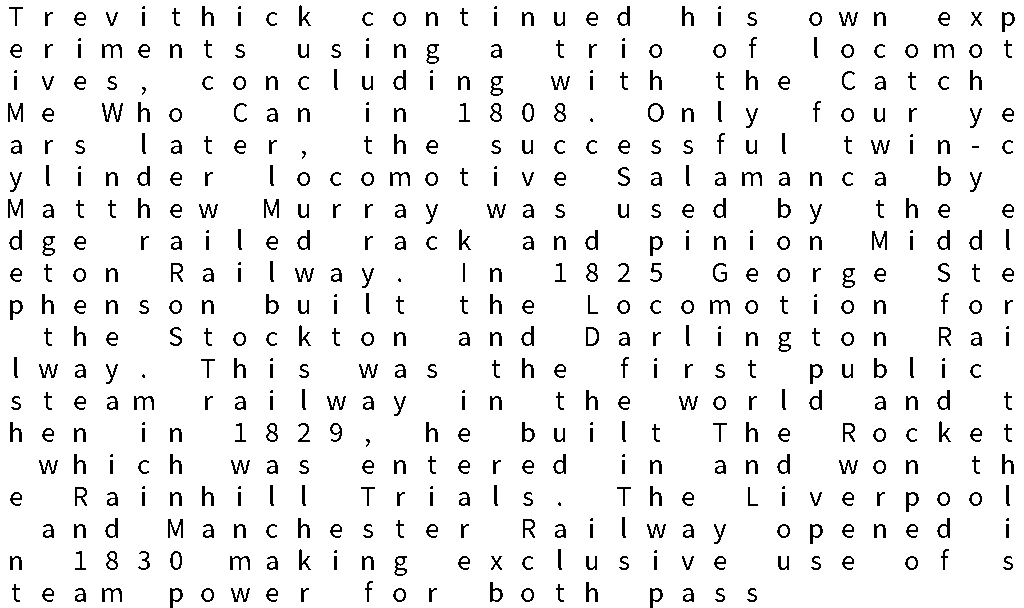 Trevithick continued his own exp
eriments using a trio of locomot
ives, concluding with the Catch
Me Who Can in 1808. Only four ye
ars later, the successful twin-c
ylinder locomotive Salamanca by
Matthew Murray was used by the e
dge railed rack and pinion Middl
eton Railway. In 1825 George Ste
phenson built the Locomotion for
the Stockton and Darlington Rai
lway. This was the first public
steam railway in the world and t
hen in 1829, he built The Rocket
which was entered in and won th
e Rainhill Trials. The Liverpool
and Manchester Railway opened i
n 1830 making exclusive use of s
team power for both pass